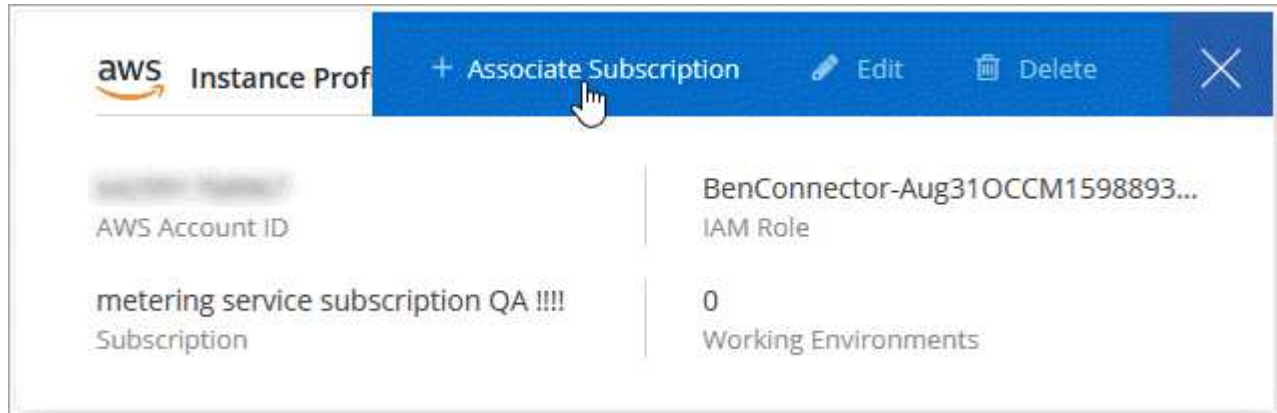 aws Instance Prof + Associate Subscription Edit Delete
BenConnector-Aug31OCCM1598893...
AWS Account ID IAM Role
metering service subscription QA !!!! 0
Subscription Working Environments